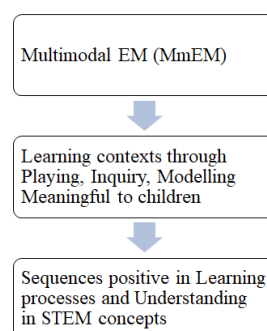 Multimodal EM (MmEM)
Learning contexts through
Playing, Inquiry, Modelling
Meaningful to children
Sequences positive in Learning
processes and Understanding
in STEM concepts